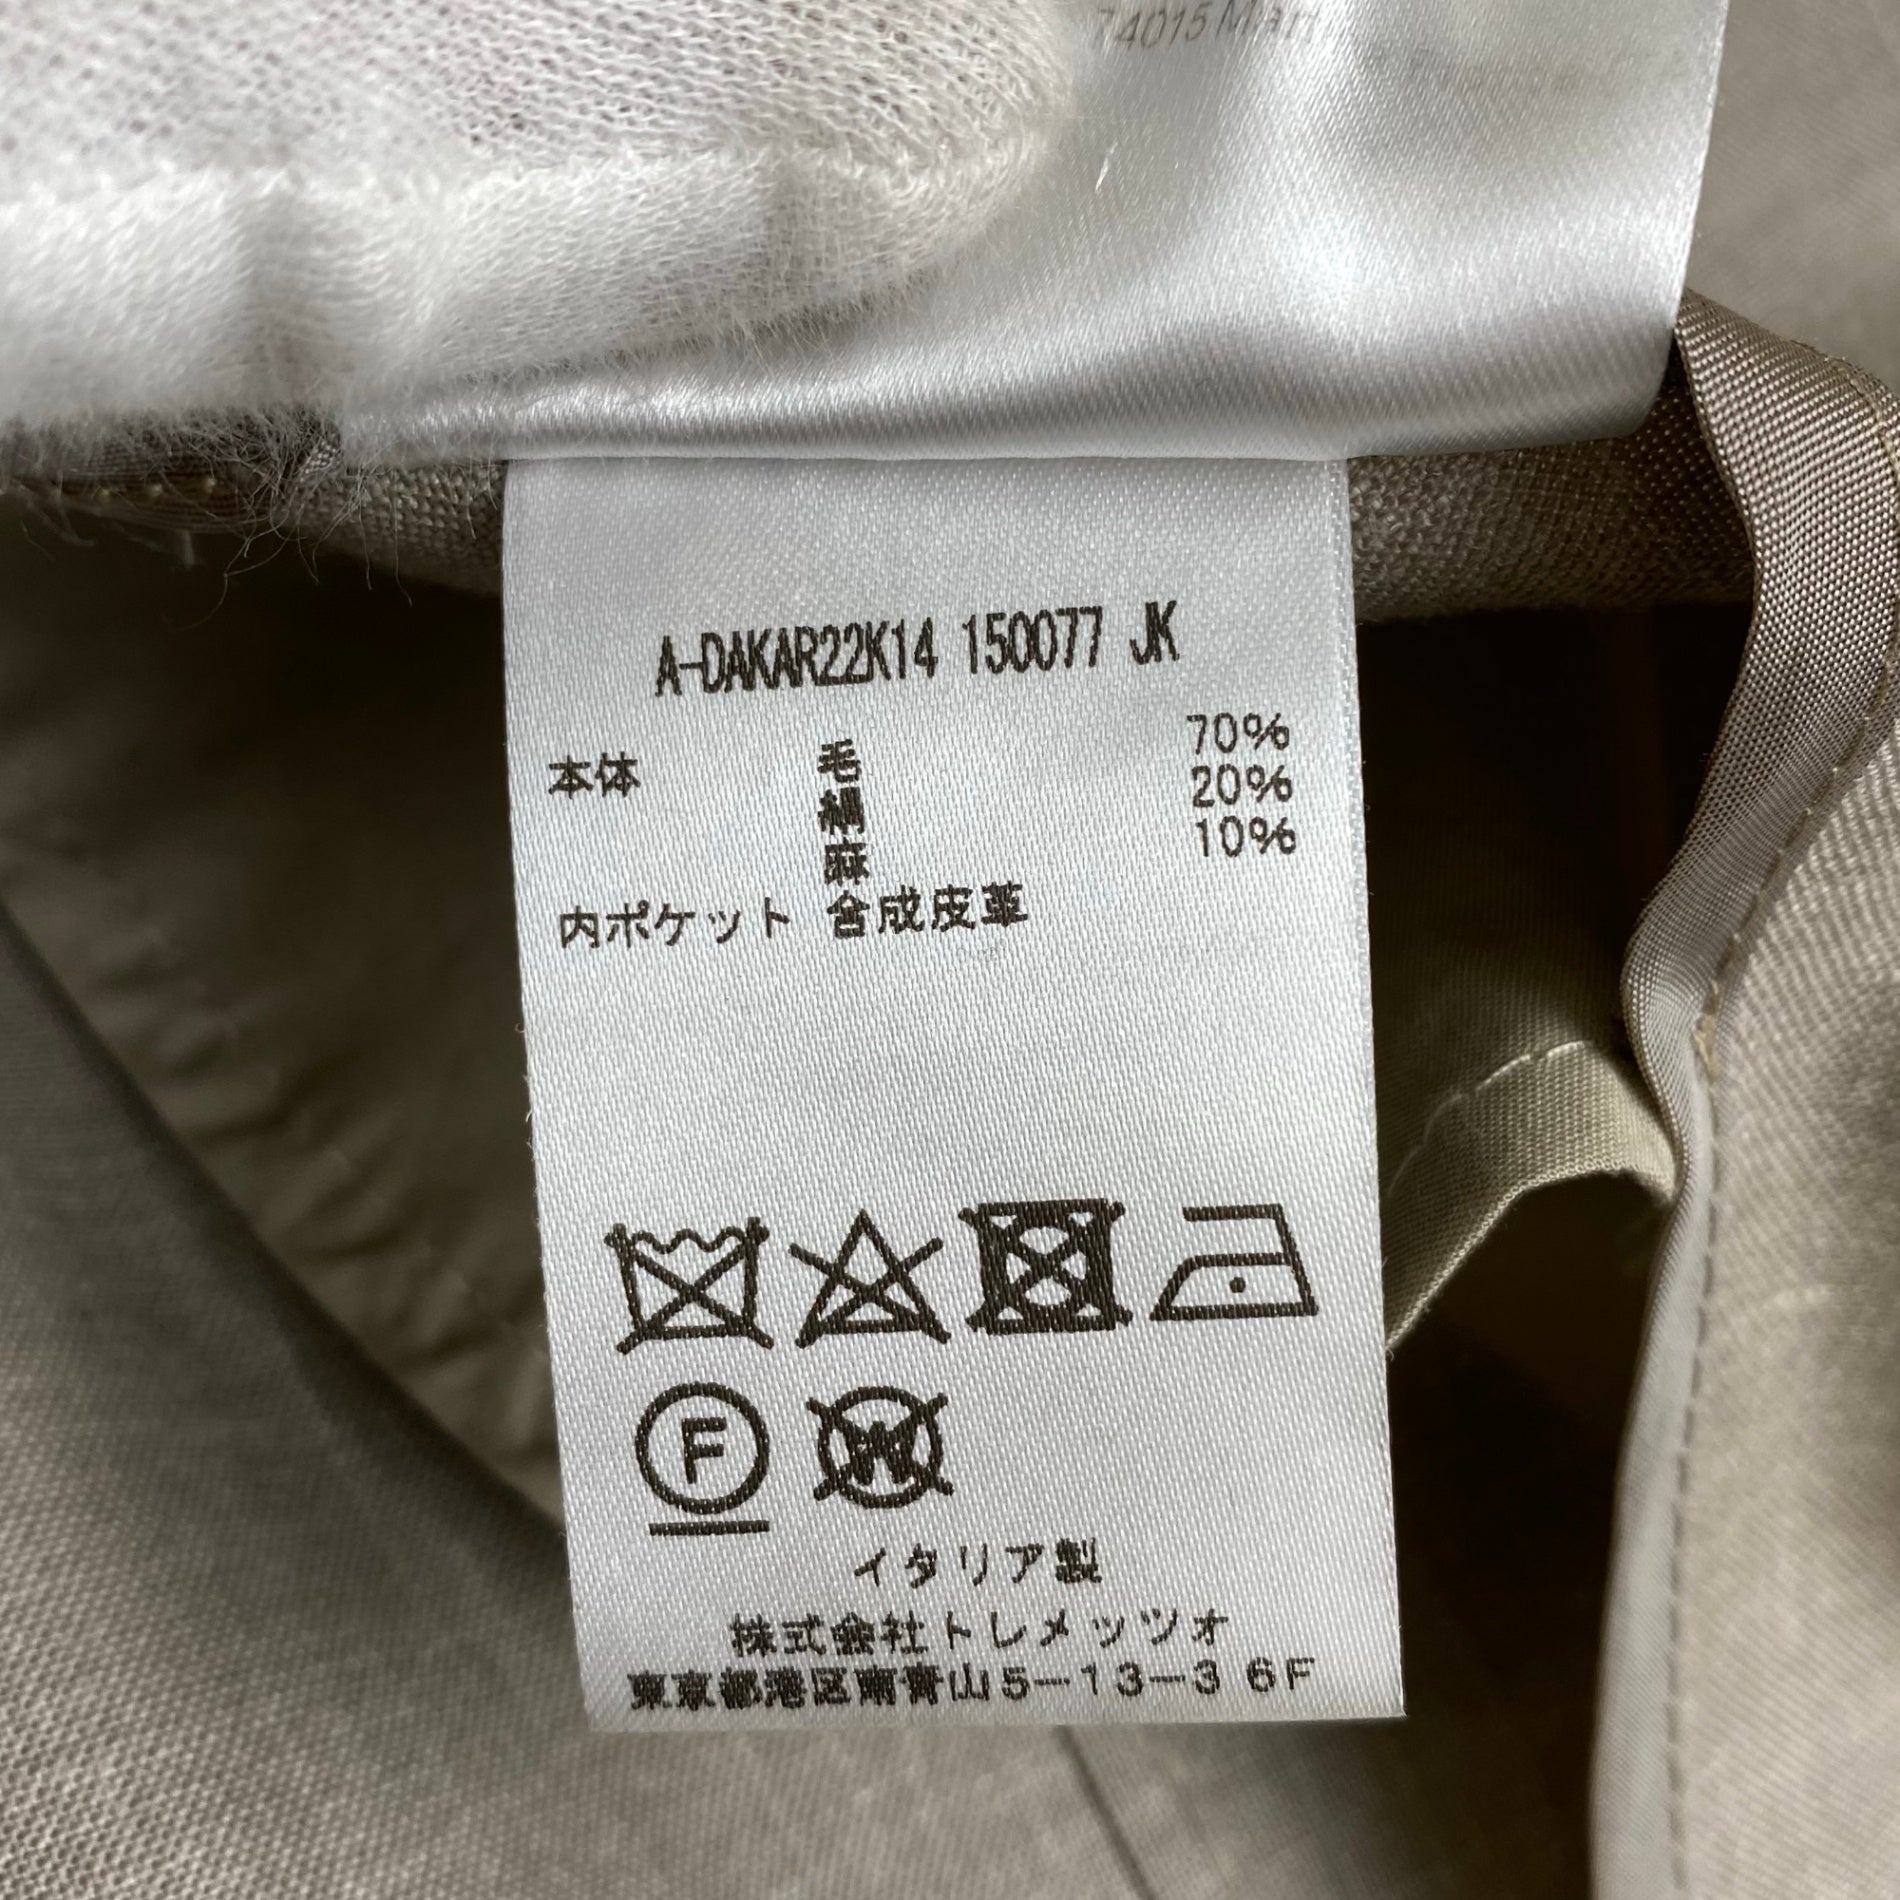 74015 Mart
A-DAKAR22K14 150077 JK
本体 毛 70%
絹 20%
麻 10%
内ポケット 合成皮革
F
W
イタリア製
株式会社トレメッツォ
東京都港区南青山5-13-3 6F